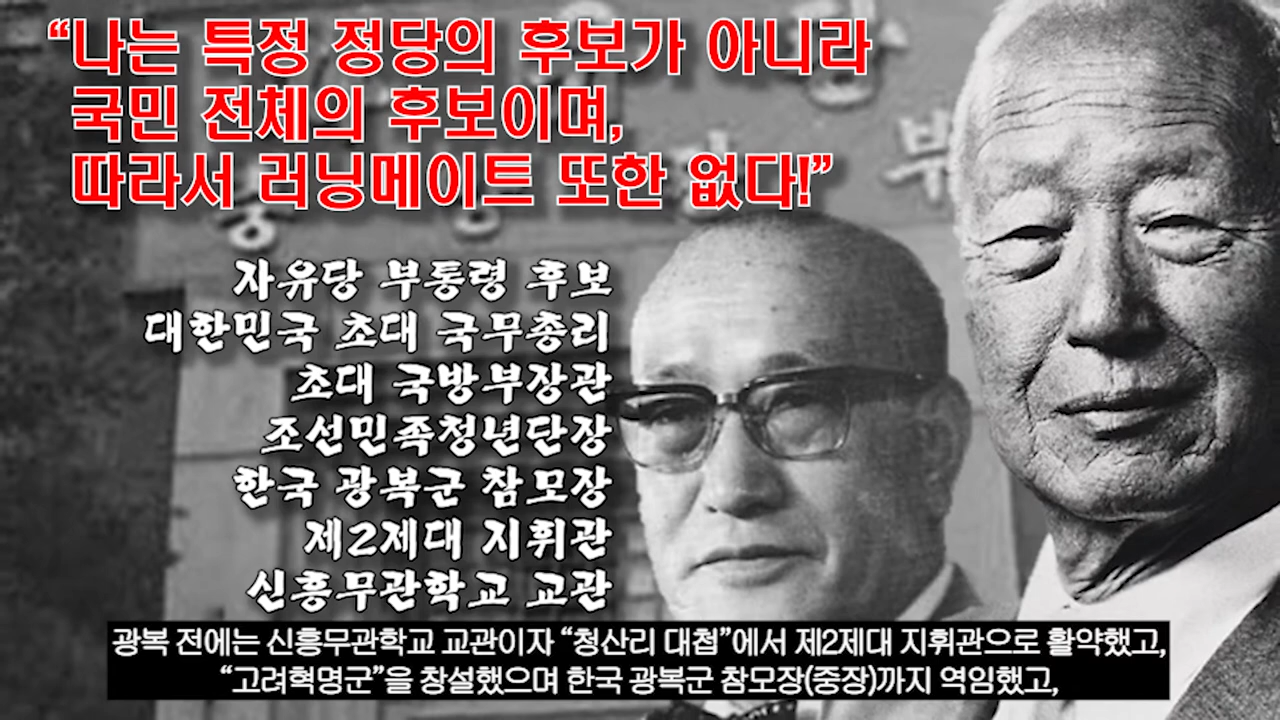 “나는 특정 정당의 후보가 아니라
국민 전체의 후보이며,
따라서 러닝메이트 또한 없다!”
자유당 부통령 후보
대한민국 초대 국무총리
초대 국방부장관
조선민족청년단장
한국 광복군 참모장
제2제대 지휘관
신흥무관학교 교관
광복 전에는 신흥무관학교 교관이자 “청산리 대첩”에서 제2제대 지휘관으로 활약했고,
“고려혁명군”을 창설했으며 한국 광복군 참모장(중장)까지 역임했고,